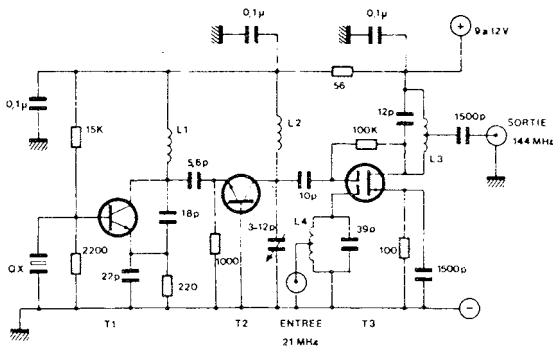 0,1µ
0,1µ
9 a 12V
0,1µ
15K
L1
L2
56
12p
1500p
SORTIE
144 MHz
L3
100K
5,6p
10p
18p
3-12p
L4
39p
QX
2200
22p
220
1000
100
1500p
T1
T2
ENTREE
T3
21 MHz